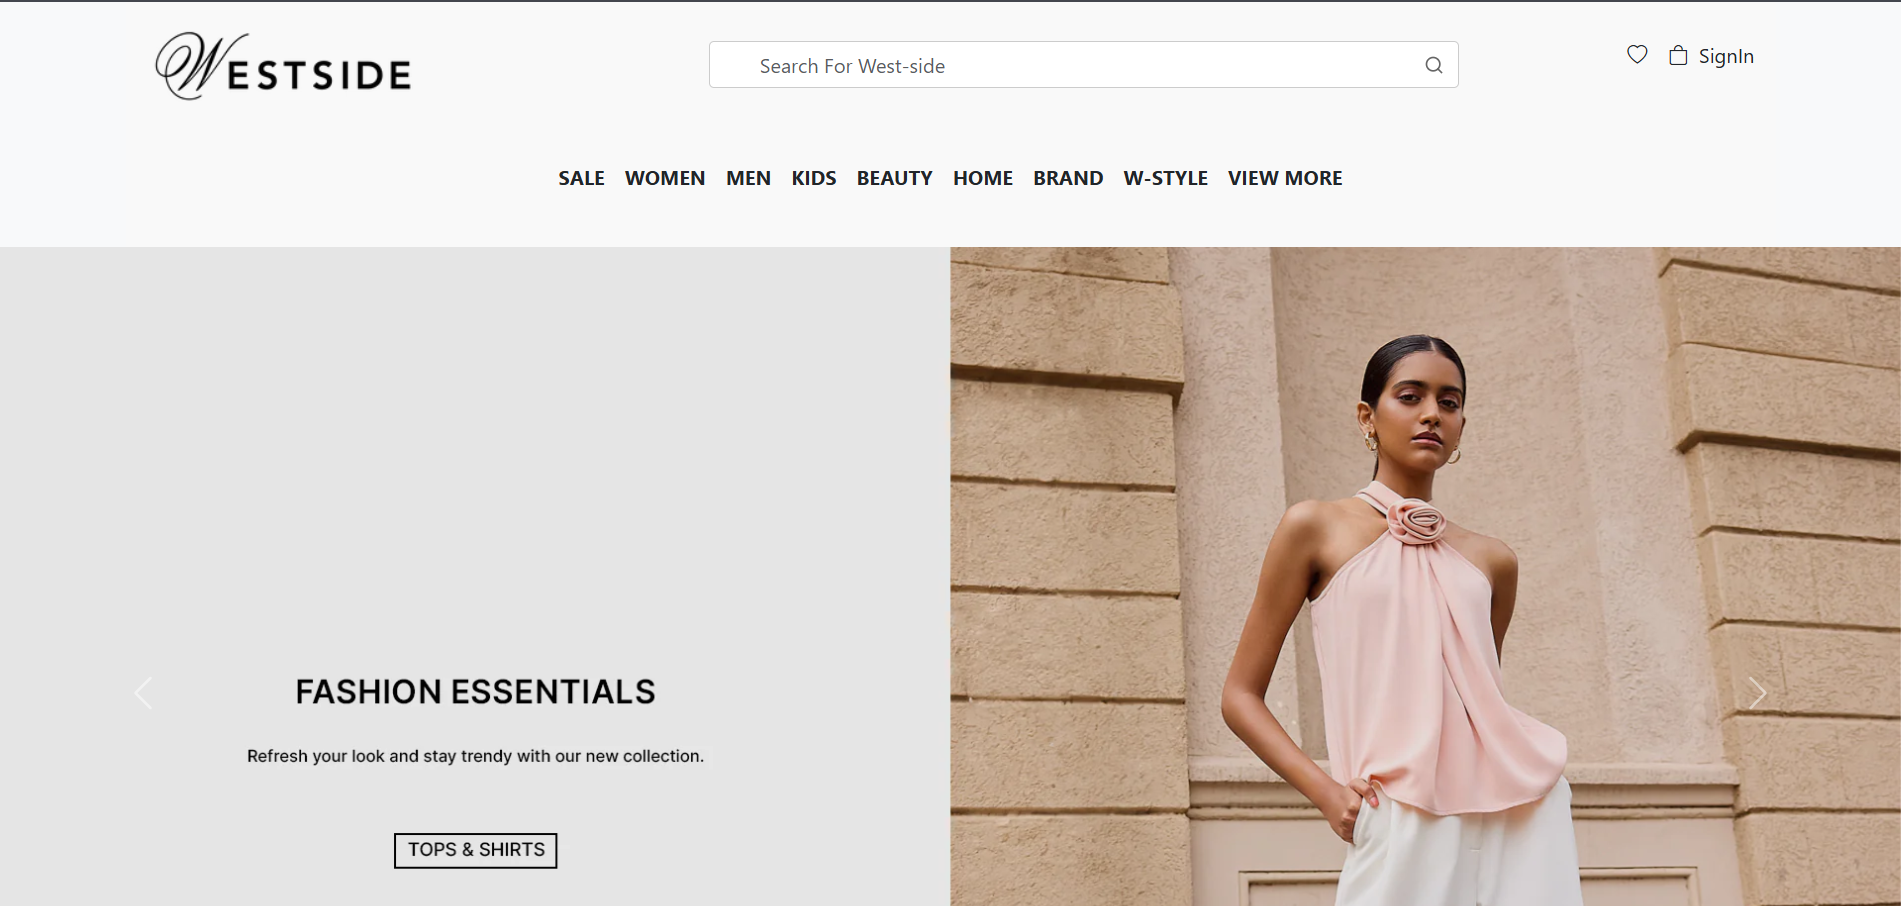 WESTSIDE
Search For West-side
SignIn
SALE WOMEN MEN KIDS BEAUTY HOME BRAND W-STYLE VIEW MORE
FASHION ESSENTIALS
Refresh your look and stay trendy with our new collection.
TOPS & SHIRTS